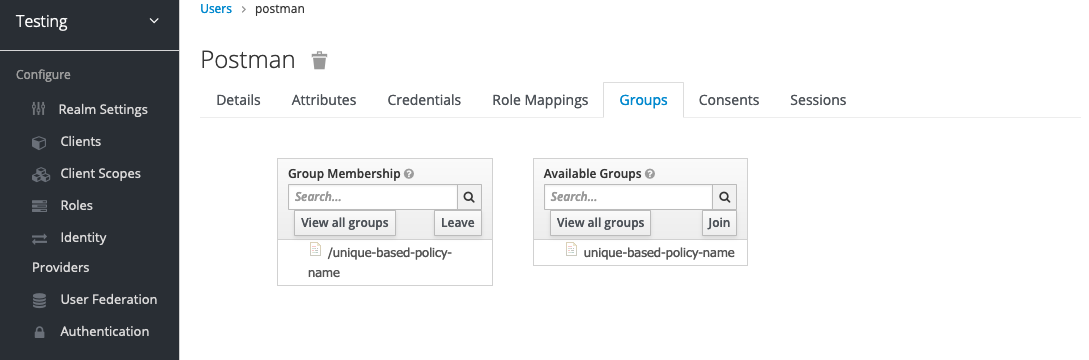 Testing
Users > postman
Postman
Configure
Realm Settings
Clients
Client Scopes
Roles
Identity
Providers
User Federation
Authentication
Details Attributes Credentials Role Mappings Groups Consents Sessions
Group Membership
Search...
View all groups Leave
/unique-based-policy-
name
Available Groups
Search...
View all groups Join
unique-based-policy-name